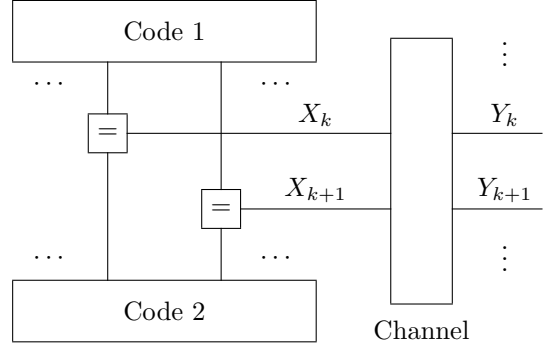 Code 1
... ...
⋮
= X_k Y_k
= X_{k+1} Y_{k+1}
... ...
⋮
Code 2
Channel